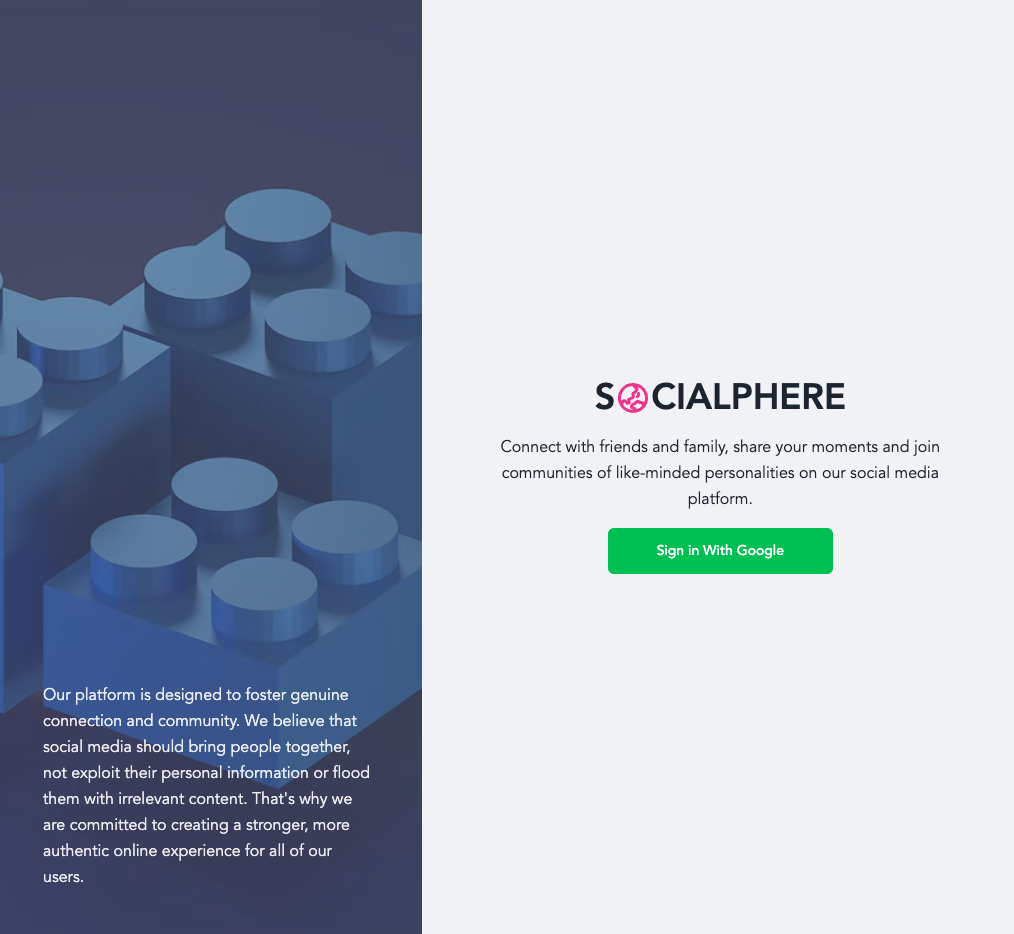 Our platform is designed to foster genuine
connection and community. We believe that
social media should bring people together,
not exploit their personal information or flood
them with irrelevant content. That's why we
are committed to creating a stronger, more
authentic online experience for all of our
users.
SOCIALPHERE
Connect with friends and family, share your moments and join
communities of like-minded personalities on our social media
platform.
Sign in With Google